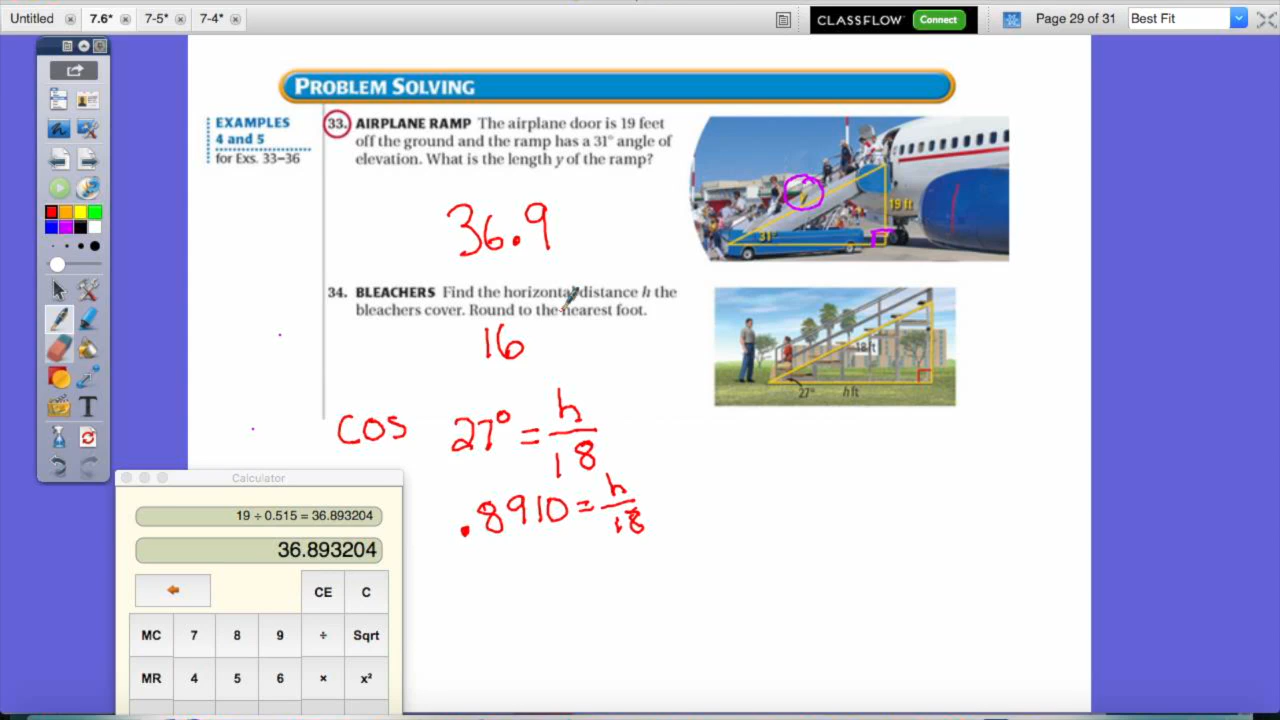 Untitled 7.6* 7-5* 7-4* CLASSFLOW Connect Page 29 of 31 Best Fit
PROBLEM SOLVING
EXAMPLES
4 and 5
for Exs. 33–36
33. AIRPLANE RAMP The airplane door is 19 feet
off the ground and the ramp has a 31° angle of
elevation. What is the length y of the ramp?
19 ft
31°
36.9
34. BLEACHERS Find the horizontal distance h the
bleachers cover. Round to the nearest foot.
18 ft
27° h ft
16
COS 27° = h/18
.8910 = h/18
Calculator
19 ÷ 0.515 = 36.893204
36.893204
CE C
MC 7 8 9 ÷ Sqrt
MR 4 5 6 × x²
T